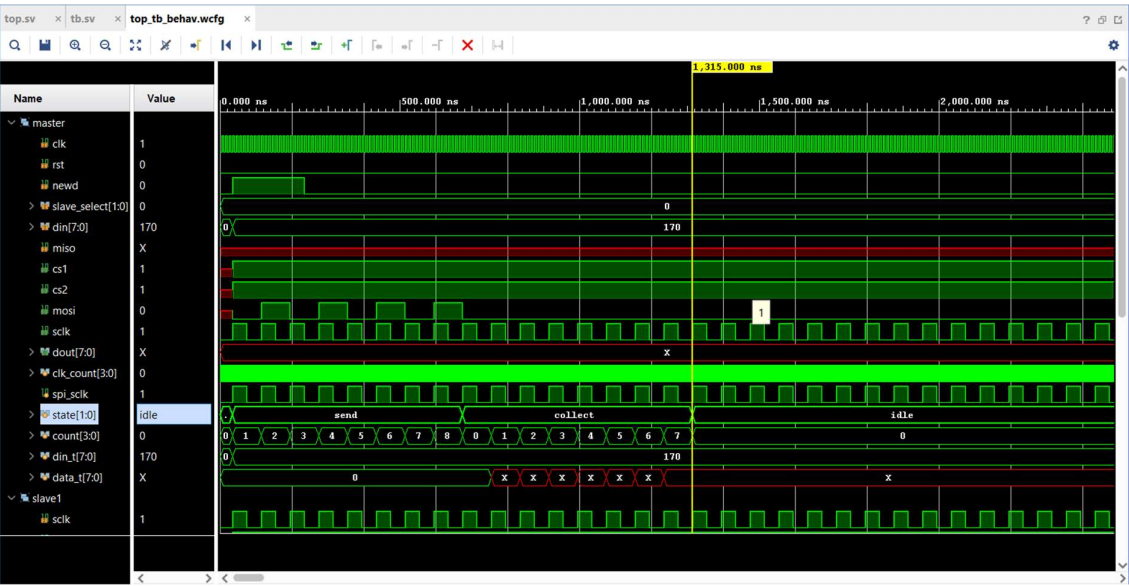 top.sv × tb.sv × top_tb_behav.wcfg ×
1,315.000 ns
Name Value 0.000 ns 500.000 ns 1,000.000 ns 1,500.000 ns 2,000.000 ns
master
clk 1
rst 0
newd 0
slave_select[1:0] 0 0
din[7:0] 170 0 170
miso X
cs1 1
cs2 1
mosi 0 1
sclk 1
dout[7:0] X X
clk_count[3:0] 0
spi_sclk 1
state[1:0] idle . send collect idle
count[3:0] 0 0 1 2 3 4 5 6 7 8 0 1 2 3 4 5 6 7 0
din_t[7:0] 170 0 170
data_t[7:0] X 0 X X X X X X X
slave1
sclk 1